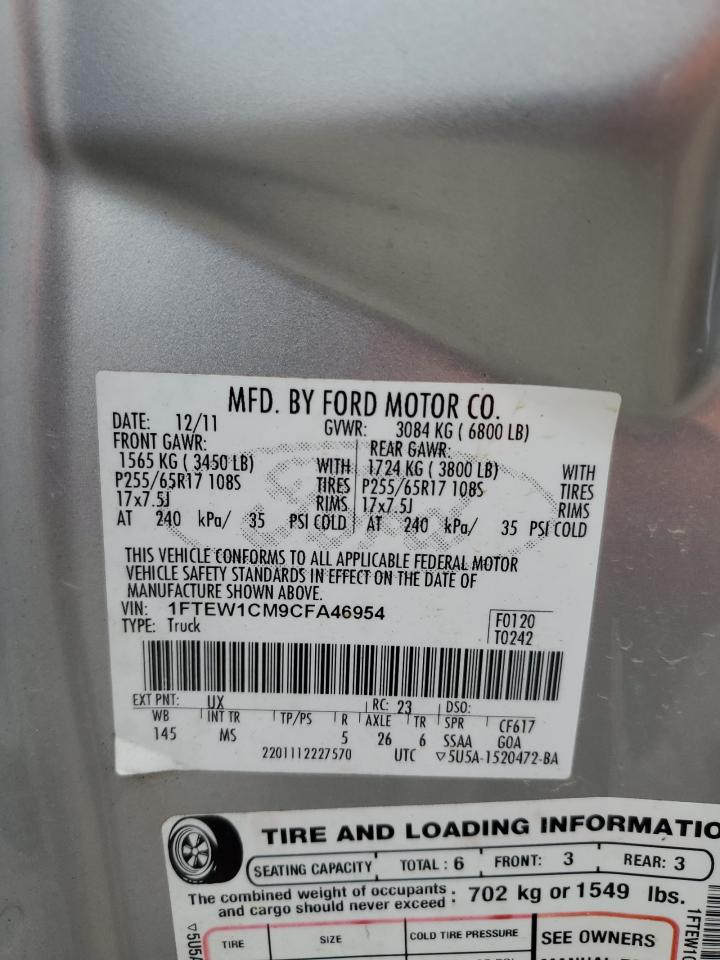 MFD. BY FORD MOTOR CO.
DATE: 12/11 GVWR: 3084 KG ( 6800 LB)
FRONT GAWR: REAR GAWR:
1565 KG ( 3450 LB) WITH 1724 KG ( 3800 LB) WITH
P255/65R17 108S TIRES P255/65R17 108S TIRES
17x7.5J RIMS 17x7.5J RIMS
AT 240 kPa/ 35 PSI COLD AT 240 kPa/ 35 PSI COLD
THIS VEHICLE CONFORMS TO ALL APPLICABLE FEDERAL MOTOR
VEHICLE SAFETY STANDARDS IN EFFECT ON THE DATE OF
MANUFACTURE SHOWN ABOVE.
VIN: 1FTEW1CM9CFA46954 F0120
TYPE: Truck T0242
EXT PNT: UX RC: 23 DSO:
WB INT TR TP/PS R AXLE TR SPR CF617
145 MS 5 26 6 SSAA GOA
2201112227570 UTC ▽5U5A-1520472-BA
TIRE AND LOADING INFORMATIO
SEATING CAPACITY TOTAL : 6 FRONT: 3 REAR: 3
The combined weight of occupants : 702 kg or 1549 lbs.
and cargo should never exceed
TIRE SIZE COLD TIRE PRESSURE SEE OWNERS
▽5U5A
1FTEW1C